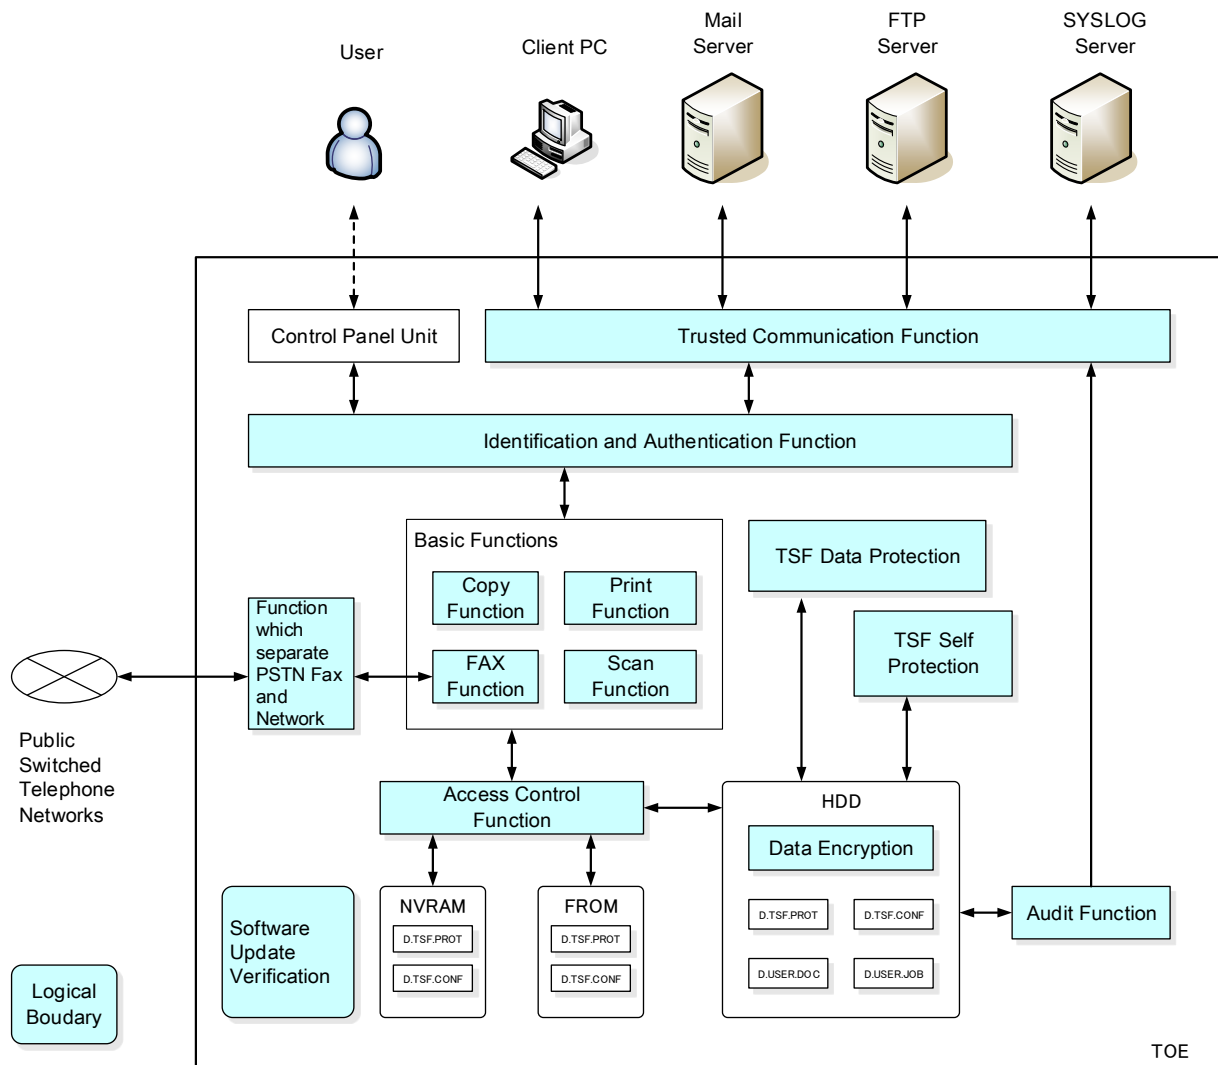 User
Client PC
Mail
Server
FTP
Server
SYSLOG
Server
Control Panel Unit
Trusted Communication Function
Identification and Authentication Function
Basic Functions
Copy
Function
Print
Function
FAX
Function
Scan
Function
TSF Data Protection
TSF Self
Protection
Function
which
separate
PSTN Fax
and
Network
Public
Switched
Telephone
Networks
Access Control
Function
HDD
Data Encryption
D.TSF.PROT
D.TSF.CONF
D.USER.DOC
D.USER.JOB
Audit Function
NVRAM
D.TSF.PROT
D.TSF.CONF
FROM
D.TSF.PROT
D.TSF.CONF
Software
Update
Verification
Logical
Boudary
TOE